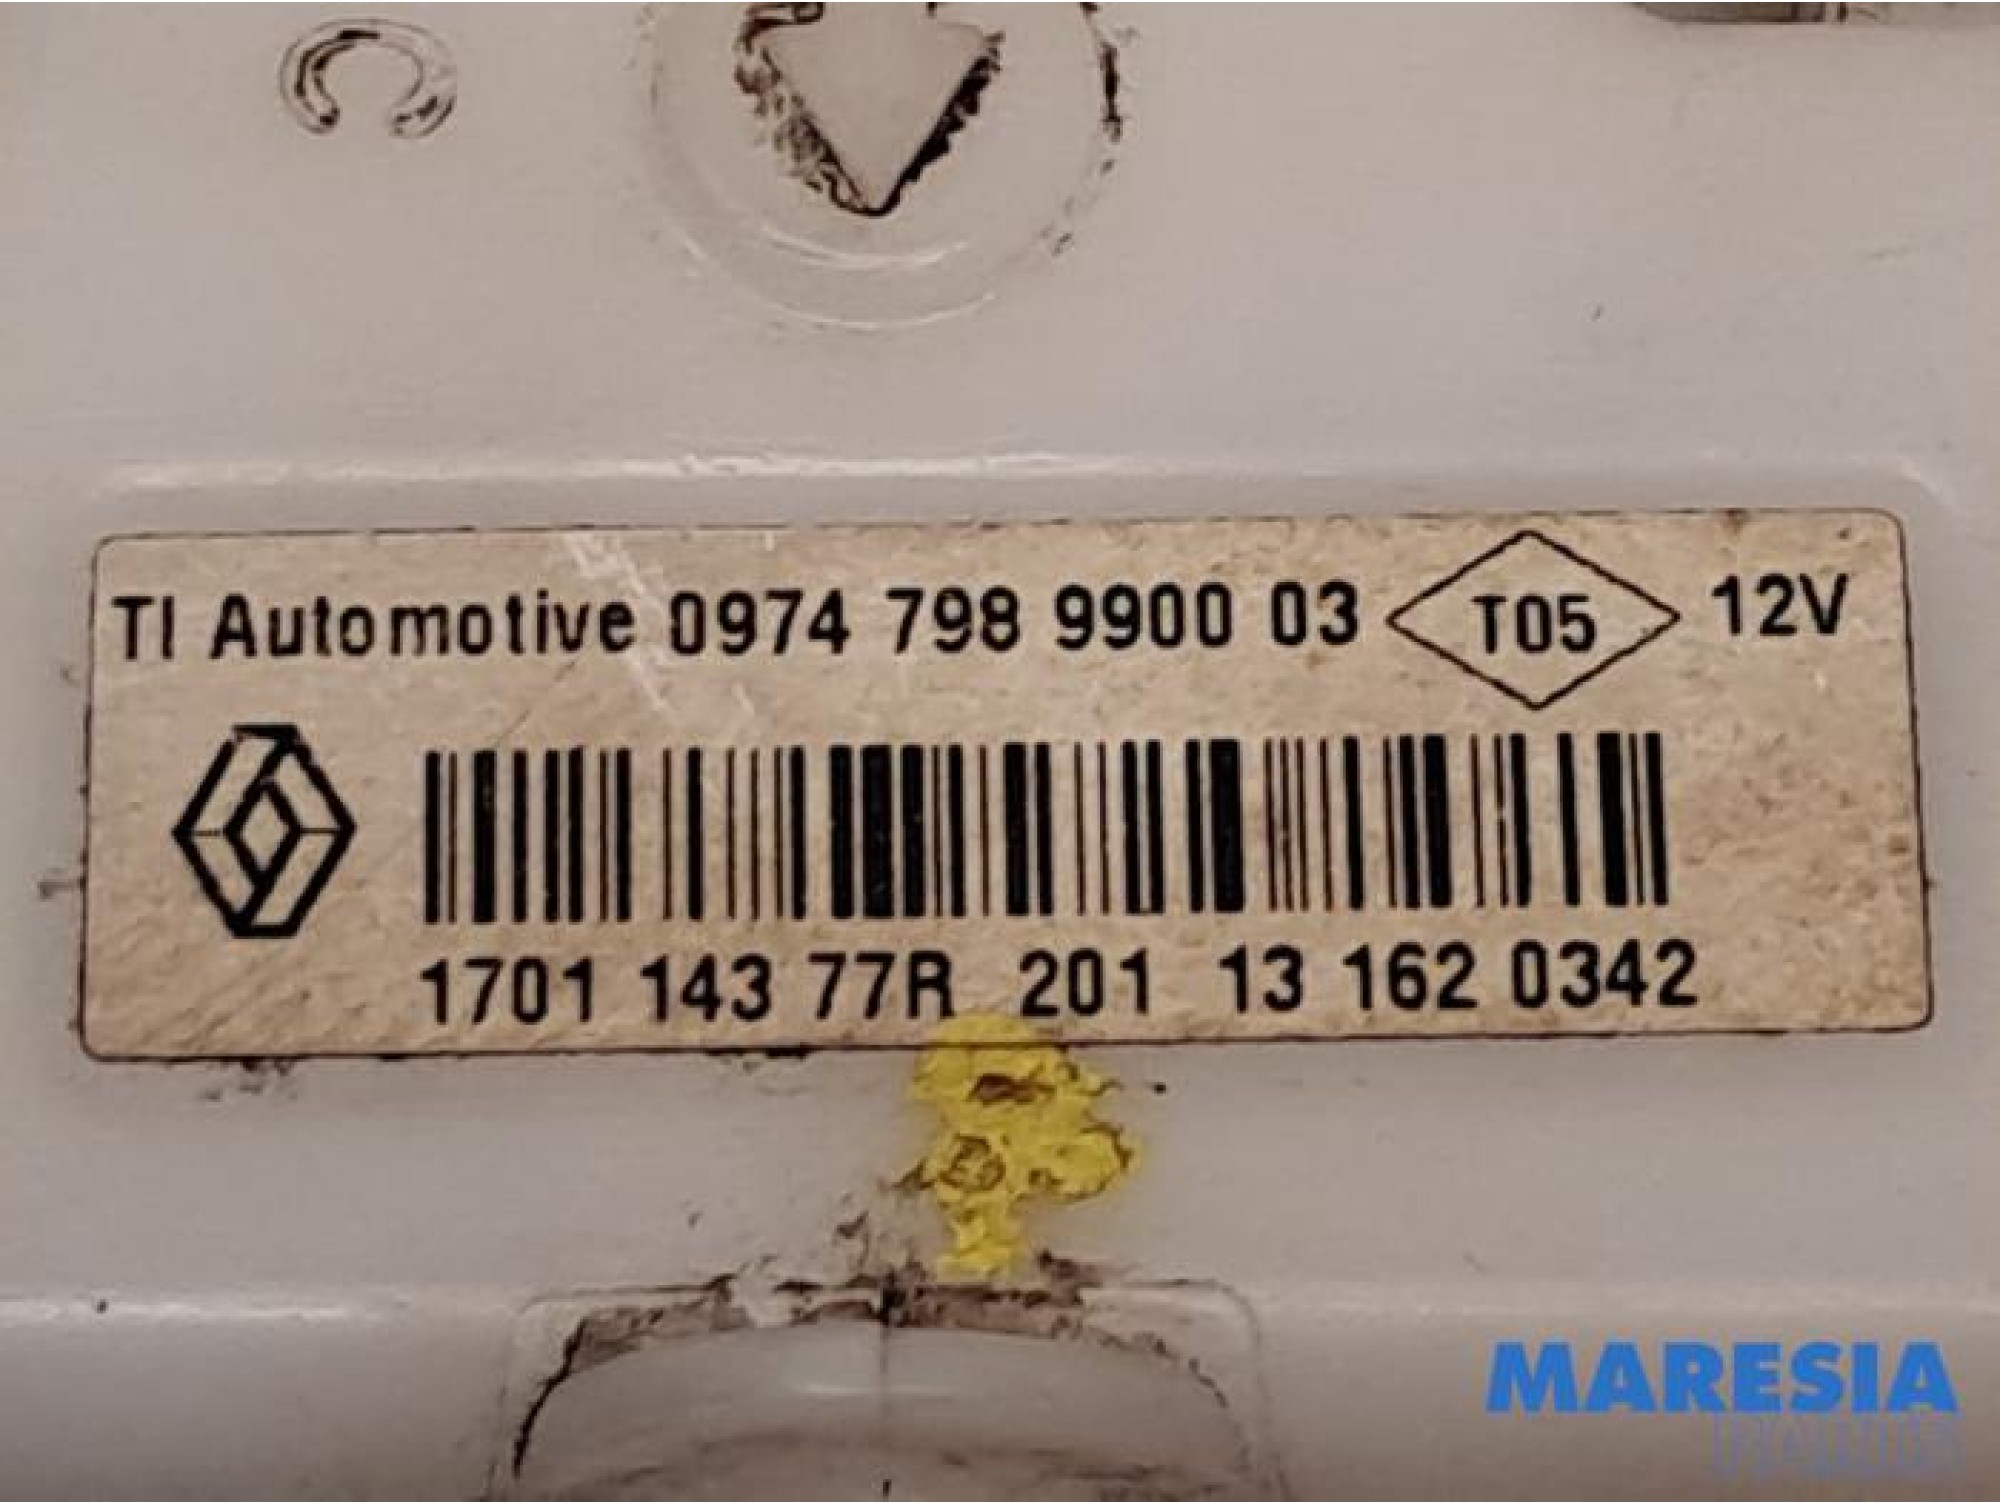 C
TI Automotive 0974 798 9900 03 T05 12V
1701 143 77R 201 13 162 0342
MARESIA